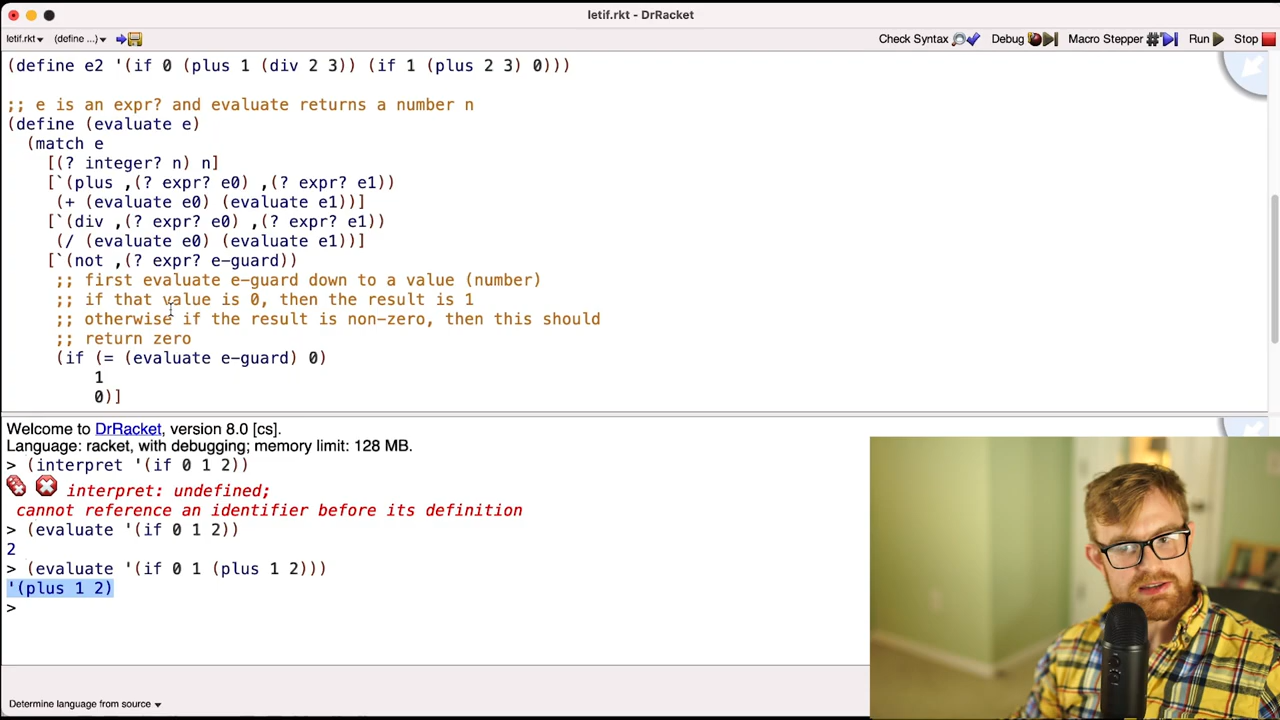 letif.rkt - DrRacket
letif.rkt (define ...) Check Syntax Debug Macro Stepper Run Stop
(define e2 '(if 0 (plus 1 (div 2 3)) (if 1 (plus 2 3) 0)))
;; e is an expr? and evaluate returns a number n
(define (evaluate e)
(match e
[(? integer? n) n]
[`(plus ,(? expr? e0) ,(? expr? e1))
(+ (evaluate e0) (evaluate e1))]
[`(div ,(? expr? e0) ,(? expr? e1))
(/ (evaluate e0) (evaluate e1))]
[`(not ,(? expr? e-guard))
;; first evaluate e-guard down to a value (number)
;; if that value is 0, then the result is 1
;; otherwise if the result is non-zero, then this should
;; return zero
(if (= (evaluate e-guard) 0)
1
0)]
Welcome to DrRacket, version 8.0 [cs].
Language: racket, with debugging; memory limit: 128 MB.
> (interpret '(if 0 1 2))
interpret: undefined;
cannot reference an identifier before its definition
> (evaluate '(if 0 1 2))
2
> (evaluate '(if 0 1 (plus 1 2)))
'(plus 1 2)
>
Determine language from source